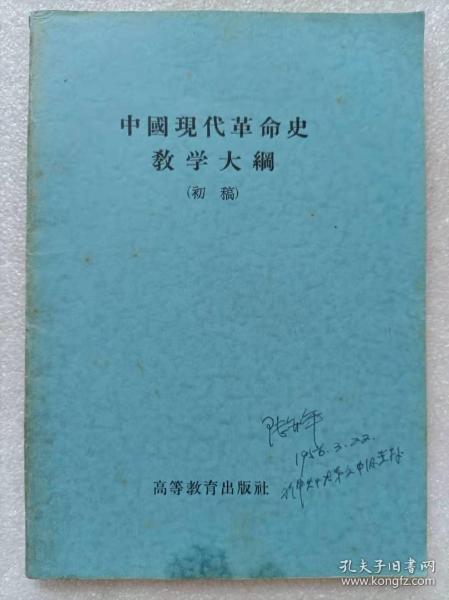 中國現代革命史
教学大綱
(初稿)
1956.3.22.
高等教育出版社
孔夫子旧书网
www.kongfz.com